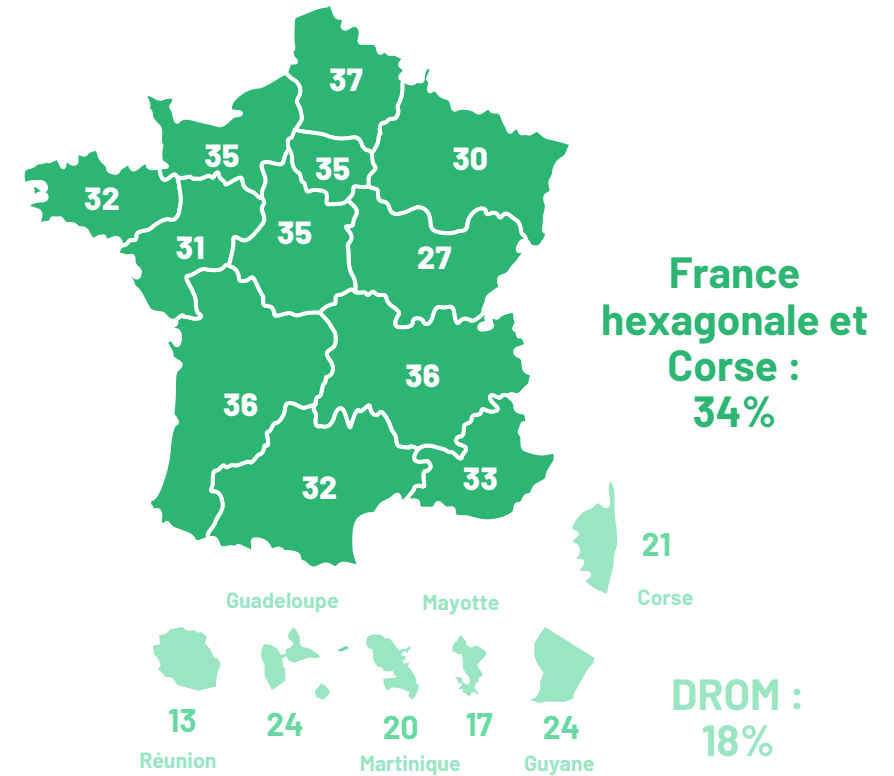 37
35
35
30
32
31
35
27
36
36
32
33
France
hexagonale et
Corse :
34%
21
Corse
Guadeloupe
Mayotte
13
24
20
17
24
Réunion
Martinique
Guyane
DROM :
18%